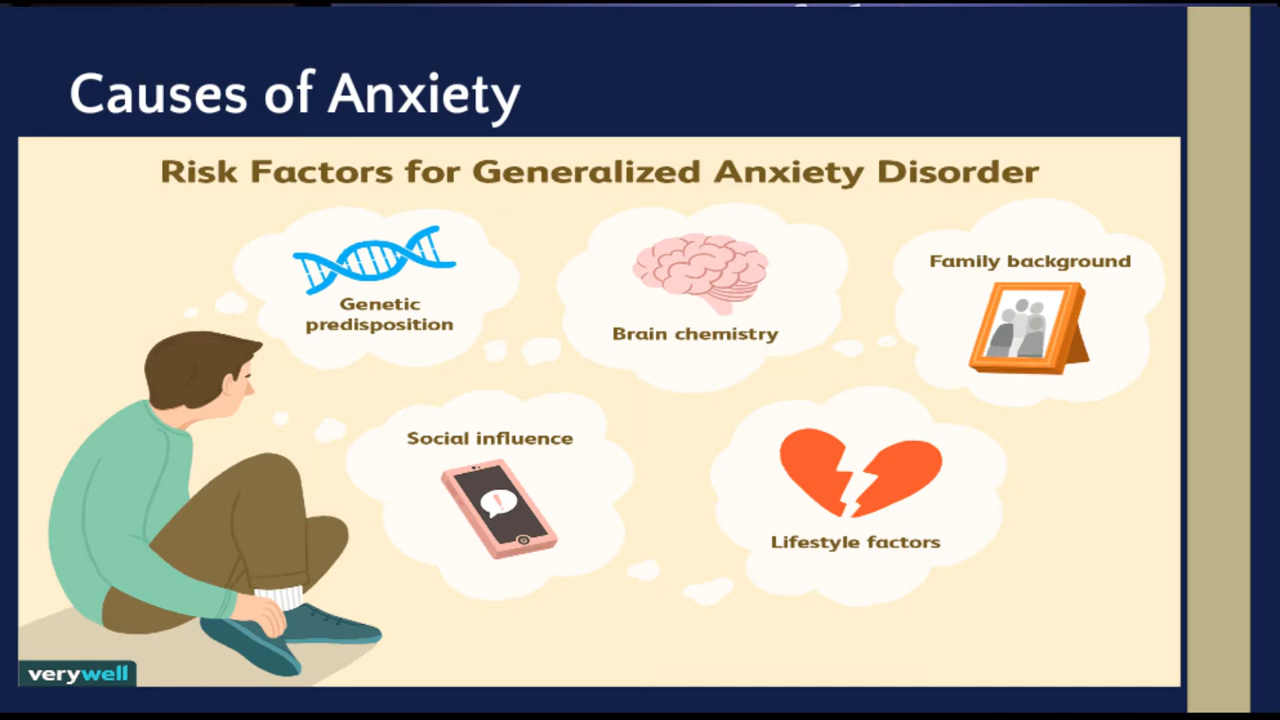 Causes of Anxiety
Risk Factors for Generalized Anxiety Disorder
Genetic
predisposition
Brain chemistry
Family background
Social influence
Lifestyle factors
verywell